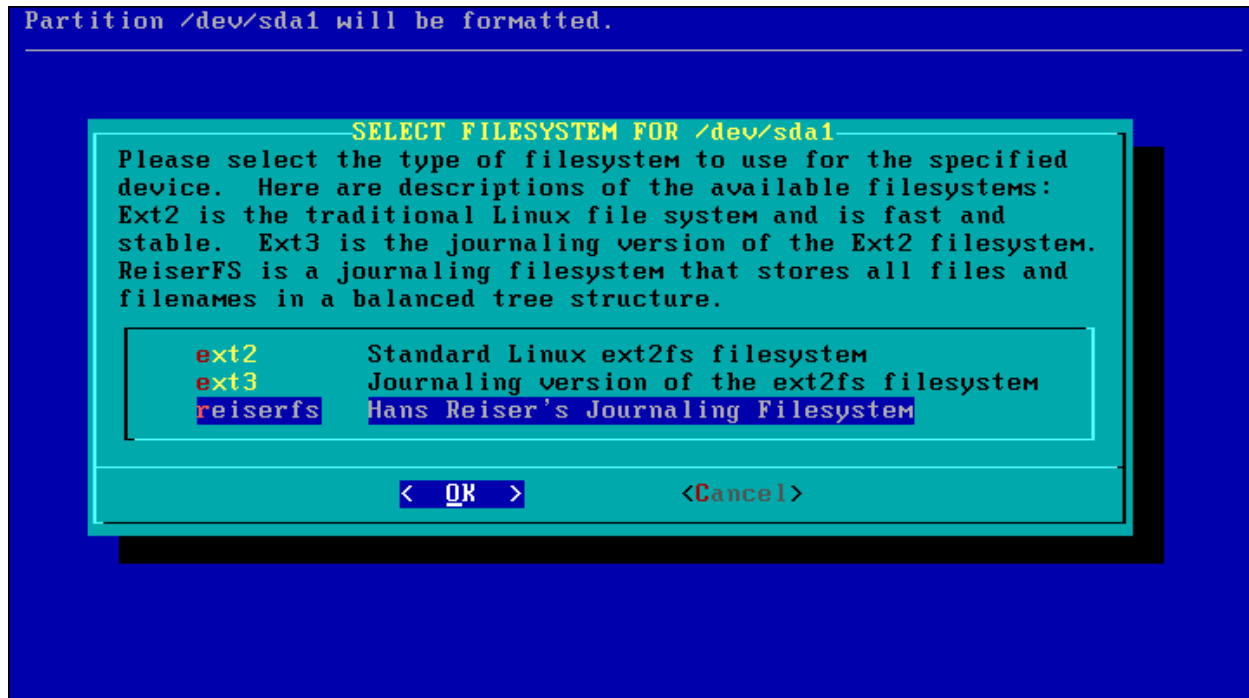 Partition /dev/sda1 will be formatted.
SELECT FILESYSTEM FOR /dev/sda1
Please select the type of filesystem to use for the specified
device.  Here are descriptions of the available filesystems:
Ext2 is the traditional Linux file system and is fast and
stable.  Ext3 is the journaling version of the Ext2 filesystem.
ReiserFS is a journaling filesystem that stores all files and
filenames in a balanced tree structure.
ext2 Standard Linux ext2fs filesystem
ext3 Journaling version of the ext2fs filesystem
reiserfs Hans Reiser's Journaling Filesystem
< OK > <Cancel>